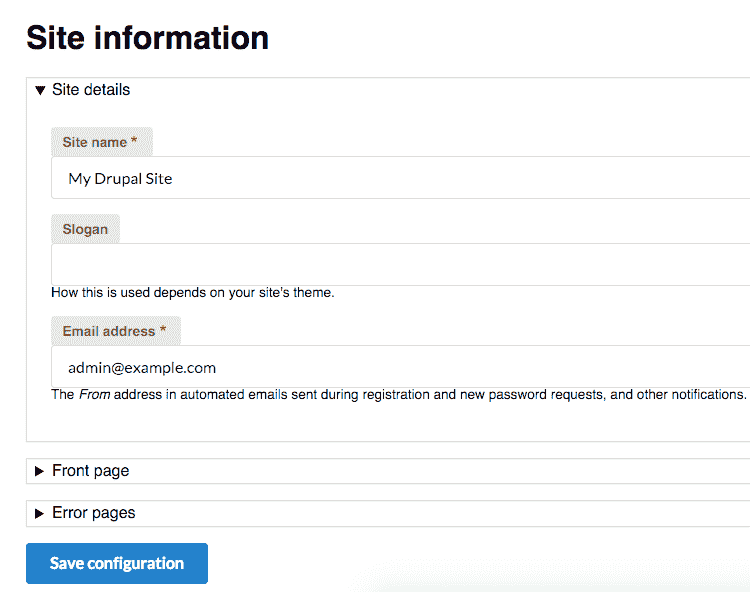 Site information
Site details
Site name *
My Drupal Site
Slogan
How this is used depends on your site's theme.
Email address *
admin@example.com
The From address in automated emails sent during registration and new password requests, and other notifications.
Front page
Error pages
Save configuration